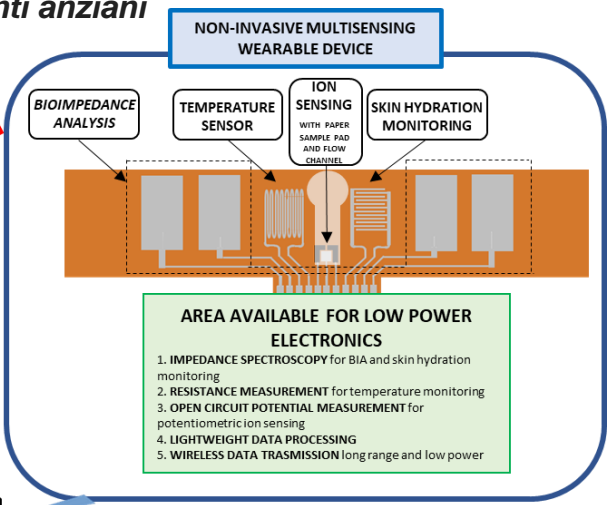 nti anziani
NON-INVASIVE MULTISENSING
WEARABLE DEVICE
BIOIMPEDANCE
ANALYSIS
TEMPERATURE
SENSOR
ION
SENSING
WITH PAPER
SAMPLE PAD
AND FLOW
CHANNEL
SKIN HYDRATION
MONITORING
AREA AVAILABLE FOR LOW POWER
ELECTRONICS
1. IMPEDANCE SPECTROSCOPY for BIA and skin hydration
monitoring
2. RESISTANCE MEASUREMENT for temperature monitoring
3. OPEN CIRCUIT POTENTIAL MEASUREMENT for
potentiometric ion sensing
4. LIGHTWEIGHT DATA PROCESSING
5. WIRELESS DATA TRASMISSION long range and low power